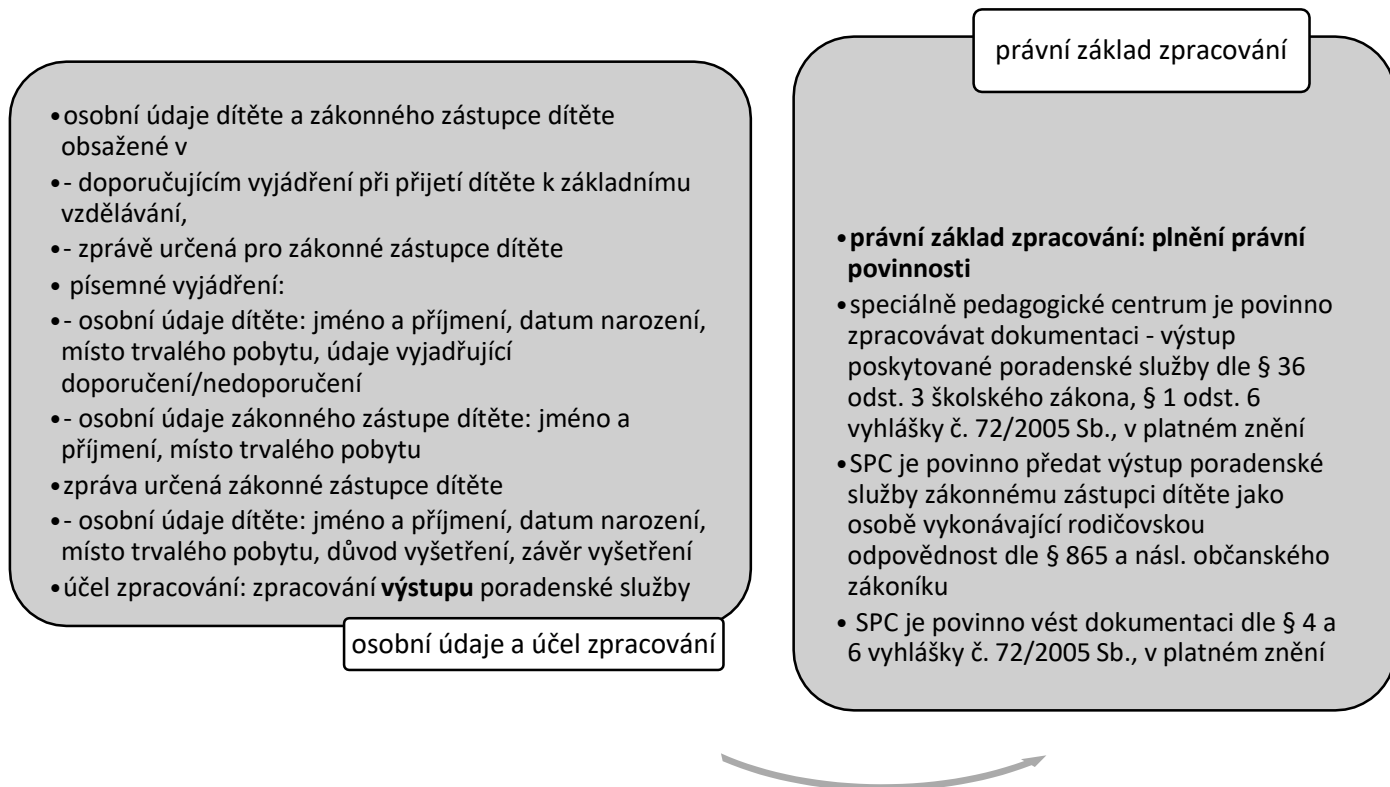 •osobní údaje dítěte a zákonného zástupce dítěte
obsažené v
•- doporučujícím vyjádření při přijetí dítěte k základnímu
vzdělávání,
•- zprávě určená pro zákonné zástupce dítěte
• písemné vyjádření:
•- osobní údaje dítěte: jméno a příjmení, datum narození,
místo trvalého pobytu, údaje vyjadřující
doporučení/nedoporučení
•- osobní údaje zákonného zástupe dítěte: jméno a
příjmení, místo trvalého pobytu
•zpráva určená zákonné zástupce dítěte
•- osobní údaje dítěte: jméno a příjmení, datum narození,
místo trvalého pobytu, důvod vyšetření, závěr vyšetření
•účel zpracování: zpracování výstupu poradenské služby
osobní údaje a účel zpracování
právní základ zpracování
•právní základ zpracování: plnění právní
povinnosti
•speciálně pedagogické centrum je povinno
zpracovávat dokumentaci - výstup
poskytované poradenské služby dle § 36
odst. 3 školského zákona, § 1 odst. 6
vyhlášky č. 72/2005 Sb., v platném znění
•SPC je povinno předat výstup poradenské
služby zákonnému zástupci dítěte jako
osobě vykonávající rodičovskou
odpovědnost dle § 865 a násl. občanského
zákoníku
• SPC je povinno vést dokumentaci dle § 4 a
6 vyhlášky č. 72/2005 Sb., v platném znění